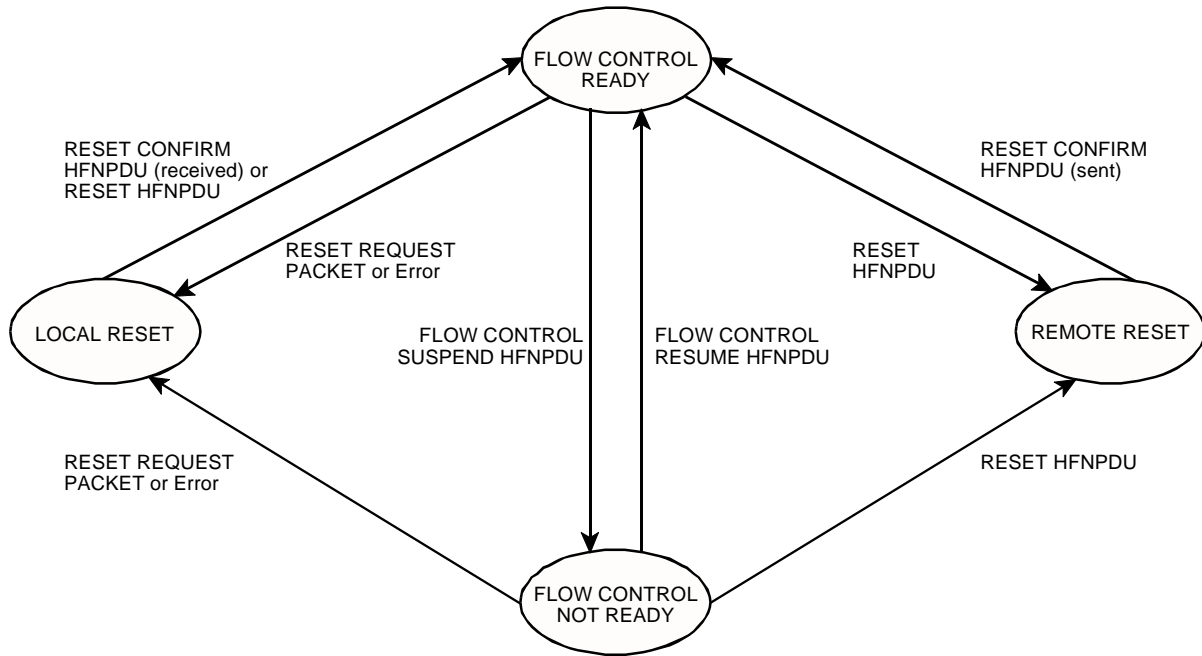 FLOW CONTROL
READY
RESET CONFIRM
HFNPDU (received) or
RESET HFNPDU
RESET CONFIRM
HFNPDU (sent)
RESET REQUEST
PACKET or Error
RESET
HFNPDU
LOCAL RESET
FLOW CONTROL
SUSPEND HFNPDU
FLOW CONTROL
RESUME HFNPDU
REMOTE RESET
RESET REQUEST
PACKET or Error
RESET HFNPDU
FLOW CONTROL
NOT READY